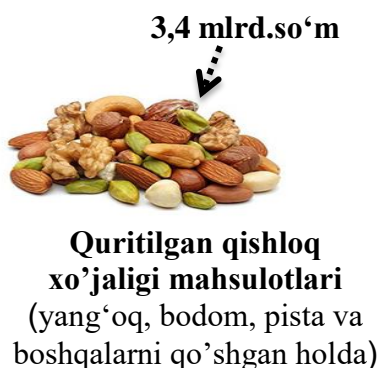 3,4 mlrd.so‘m
Quritilgan qishloq
xo’jaligi mahsulotlari
(yang‘oq, bodom, pista va
boshqalarni qo’shgan holda)